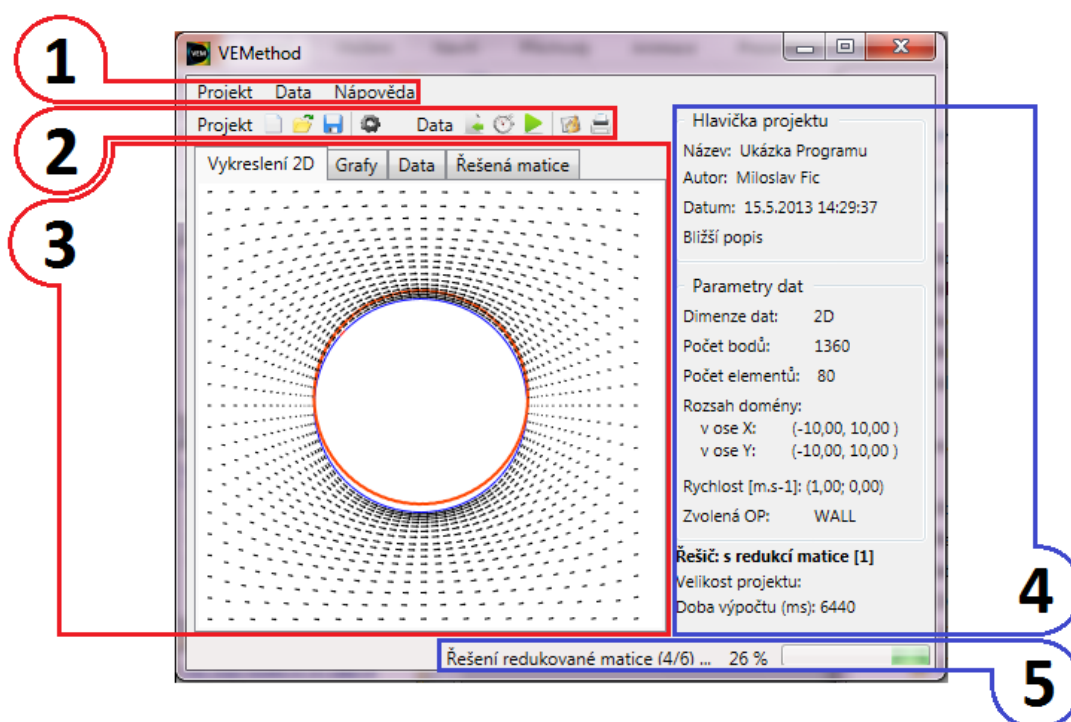 1
VEM VEMethod
Projekt Data Nápověda
2
Projekt Data
3
Vykreslení 2D Grafy Data Řešená matice
Hlavička projektu
Název: Ukázka Programu
Autor: Miloslav Fic
Datum: 15.5.2013 14:29:37
Bližší popis
Parametry dat
Dimenze dat: 2D
Počet bodů: 1360
Počet elementů: 80
Rozsah domény:
v ose X: (-10,00, 10,00 )
v ose Y: (-10,00, 10,00 )
Rychlost [m.s-1]: (1,00; 0,00)
Zvolená OP: WALL
Řešič: s redukcí matice [1]
Velikost projektu:
Doba výpočtu (ms): 6440
4
Řešení redukované matice (4/6) ... 26 %
5